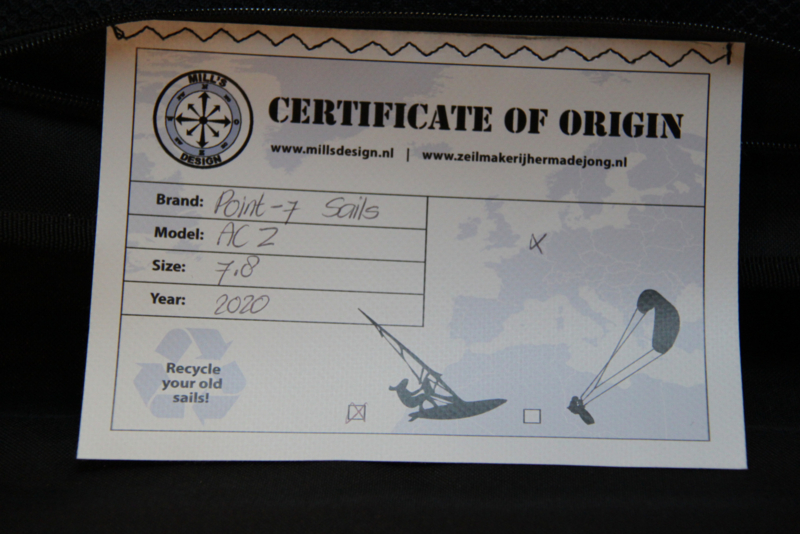 MILL'S
DESIGN
CERTIFICATE OF ORIGIN
www.millsdesign.nl | www.zeilmakerijhermadejong.nl
Brand: Point-7 Sails
Model: AC 2
Size: 7,8
Year: 2020
Recycle
your old
sails!